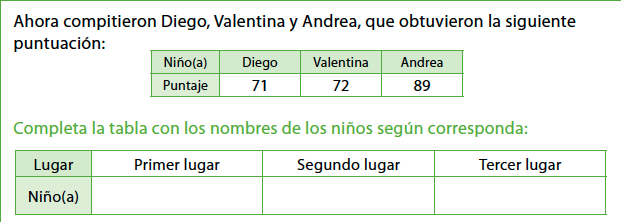 Ahora compitieron Diego, Valentina y Andrea, que obtuvieron la siguiente
puntuación:
Niño(a) Diego Valentina Andrea
Puntaje 71 72 89
Completa la tabla con los nombres de los niños según corresponda:
Lugar Primer lugar Segundo lugar Tercer lugar
Niño(a)